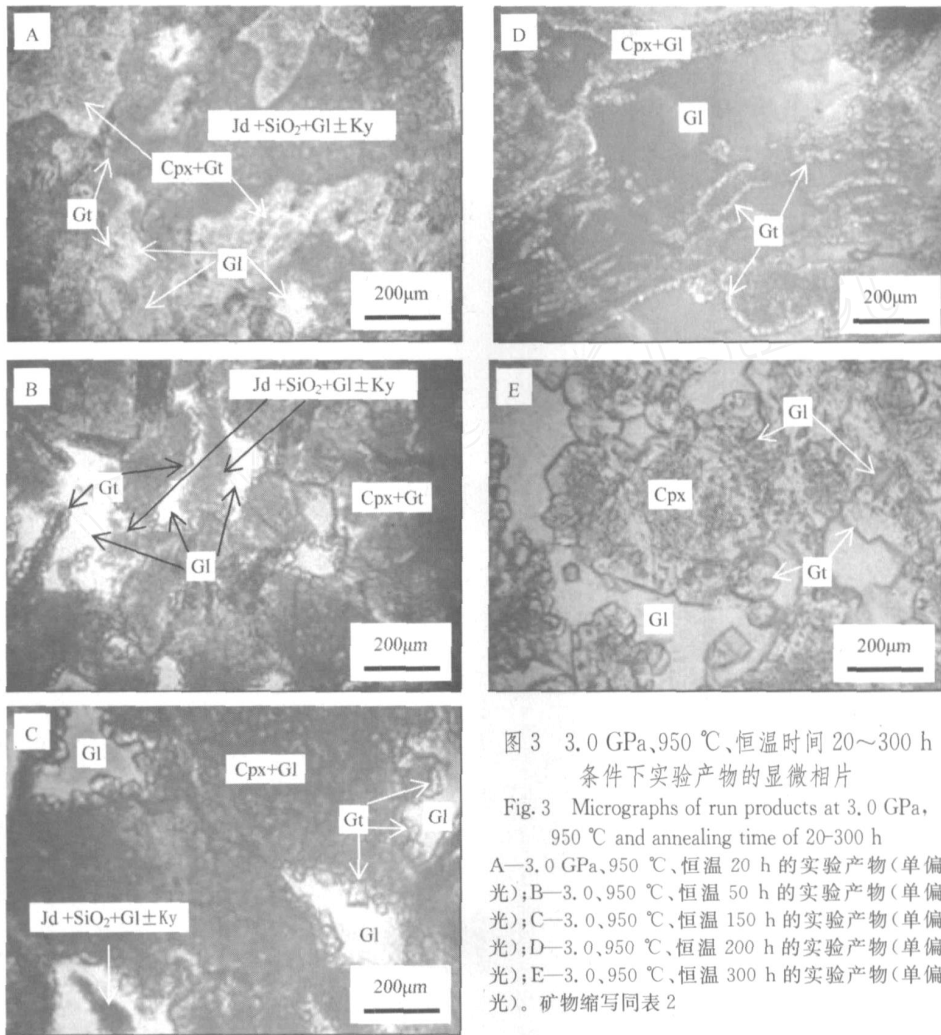 A
Jd +SiO₂+Gl±Ky
Cpx+Gt
Gt
Gl
200μm
B
Jd +SiO₂+Gl±Ky
Gt
Cpx+Gt
Gl
200μm
C
Gl
Cpx+Gl
Gt
Gl
Gl
Jd +SiO₂+Gl±Ky
200μm
D
Cpx+Gl
Gl
Gt
200μm
E
Gl
Cpx
Gt
Gl
200μm
图 3 3.0 GPa、950 ℃、恒温时间 20～300 h
条件下实验产物的显微相片
Fig. 3 Micrographs of run products at 3.0 GPa,
950 ℃ and annealing time of 20-300 h
A—3.0 GPa、950 ℃、恒温 20 h 的实验产物(单偏
光);B—3.0、950 ℃、恒温 50 h 的实验产物(单偏
光);C—3.0、950 ℃、恒温 150 h 的实验产物(单偏
光);D—3.0、950 ℃、恒温 200 h 的实验产物(单偏
光);E—3.0、950 ℃、恒温 300 h 的实验产物(单偏
光)。矿物缩写同表 2